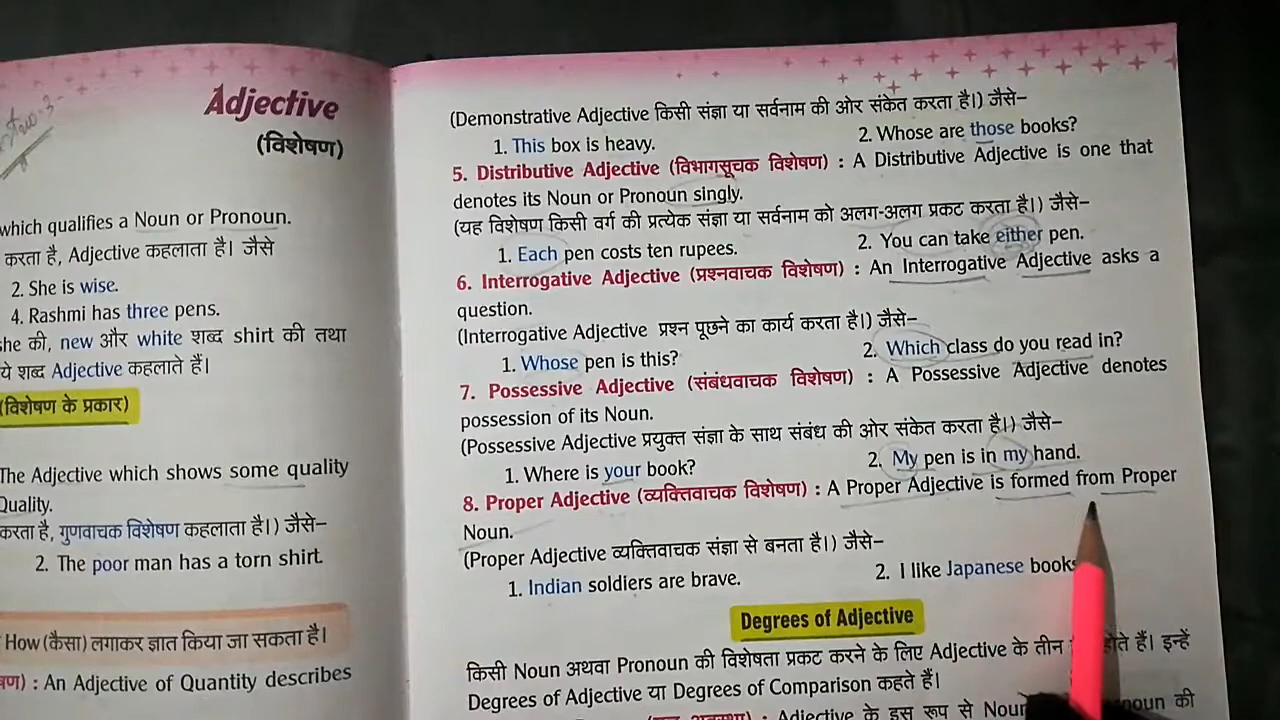 Adjective
(विशेषण)
which qualifies a Noun or Pronoun.
करता है, Adjective कहलाता है। जैसे
2. She is wise.
4. Rashmi has three pens.
she की, new और white शब्द shirt की तथा
ये शब्द Adjective कहलाते हैं।
(विशेषण के प्रकार)
The Adjective which shows some quality
Quality.
करता है, गुणवाचक विशेषण कहलाता है।) जैसे–
2. The poor man has a torn shirt.
How (कैसा) लगाकर ज्ञात किया जा सकता है।
: An Adjective of Quantity describes
(Demonstrative Adjective किसी संज्ञा या सर्वनाम की ओर संकेत करता है।) जैसे–
1. This box is heavy. 2. Whose are those books?
5. Distributive Adjective (विभागसूचक विशेषण) : A Distributive Adjective is one that
denotes its Noun or Pronoun singly.
(यह विशेषण किसी वर्ग की प्रत्येक संज्ञा या सर्वनाम को अलग-अलग प्रकट करता है।) जैसे–
1. Each pen costs ten rupees. 2. You can take either pen.
6. Interrogative Adjective (प्रश्नवाचक विशेषण) : An Interrogative Adjective asks a
question.
(Interrogative Adjective प्रश्न पूछने का कार्य करता है।) जैसे–
1. Whose pen is this? 2. Which class do you read in?
7. Possessive Adjective (संबंधवाचक विशेषण) : A Possessive Adjective denotes
possession of its Noun.
(Possessive Adjective प्रयुक्त संज्ञा के साथ संबंध की ओर संकेत करता है।) जैसे–
1. Where is your book? 2. My pen is in my hand.
8. Proper Adjective (व्यक्तिवाचक विशेषण) : A Proper Adjective is formed from Proper
Noun.
(Proper Adjective व्यक्तिवाचक संज्ञा से बनता है।) जैसे–
1. Indian soldiers are brave. 2. I like Japanese books
Degrees of Adjective
किसी Noun अथवा Pronoun की विशेषता प्रकट करने के लिए Adjective के तीन होते हैं। इन्हें
Degrees of Adjective या Degrees of Comparison कहते हैं।
: Adjective के इस रूप से Noun की